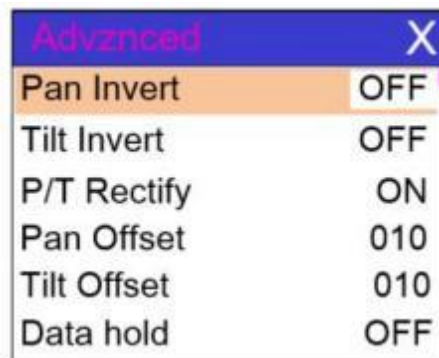 Advznced X
Pan Invert OFF
Tilt Invert OFF
P/T Rectify ON
Pan Offset 010
Tilt Offset 010
Data hold OFF